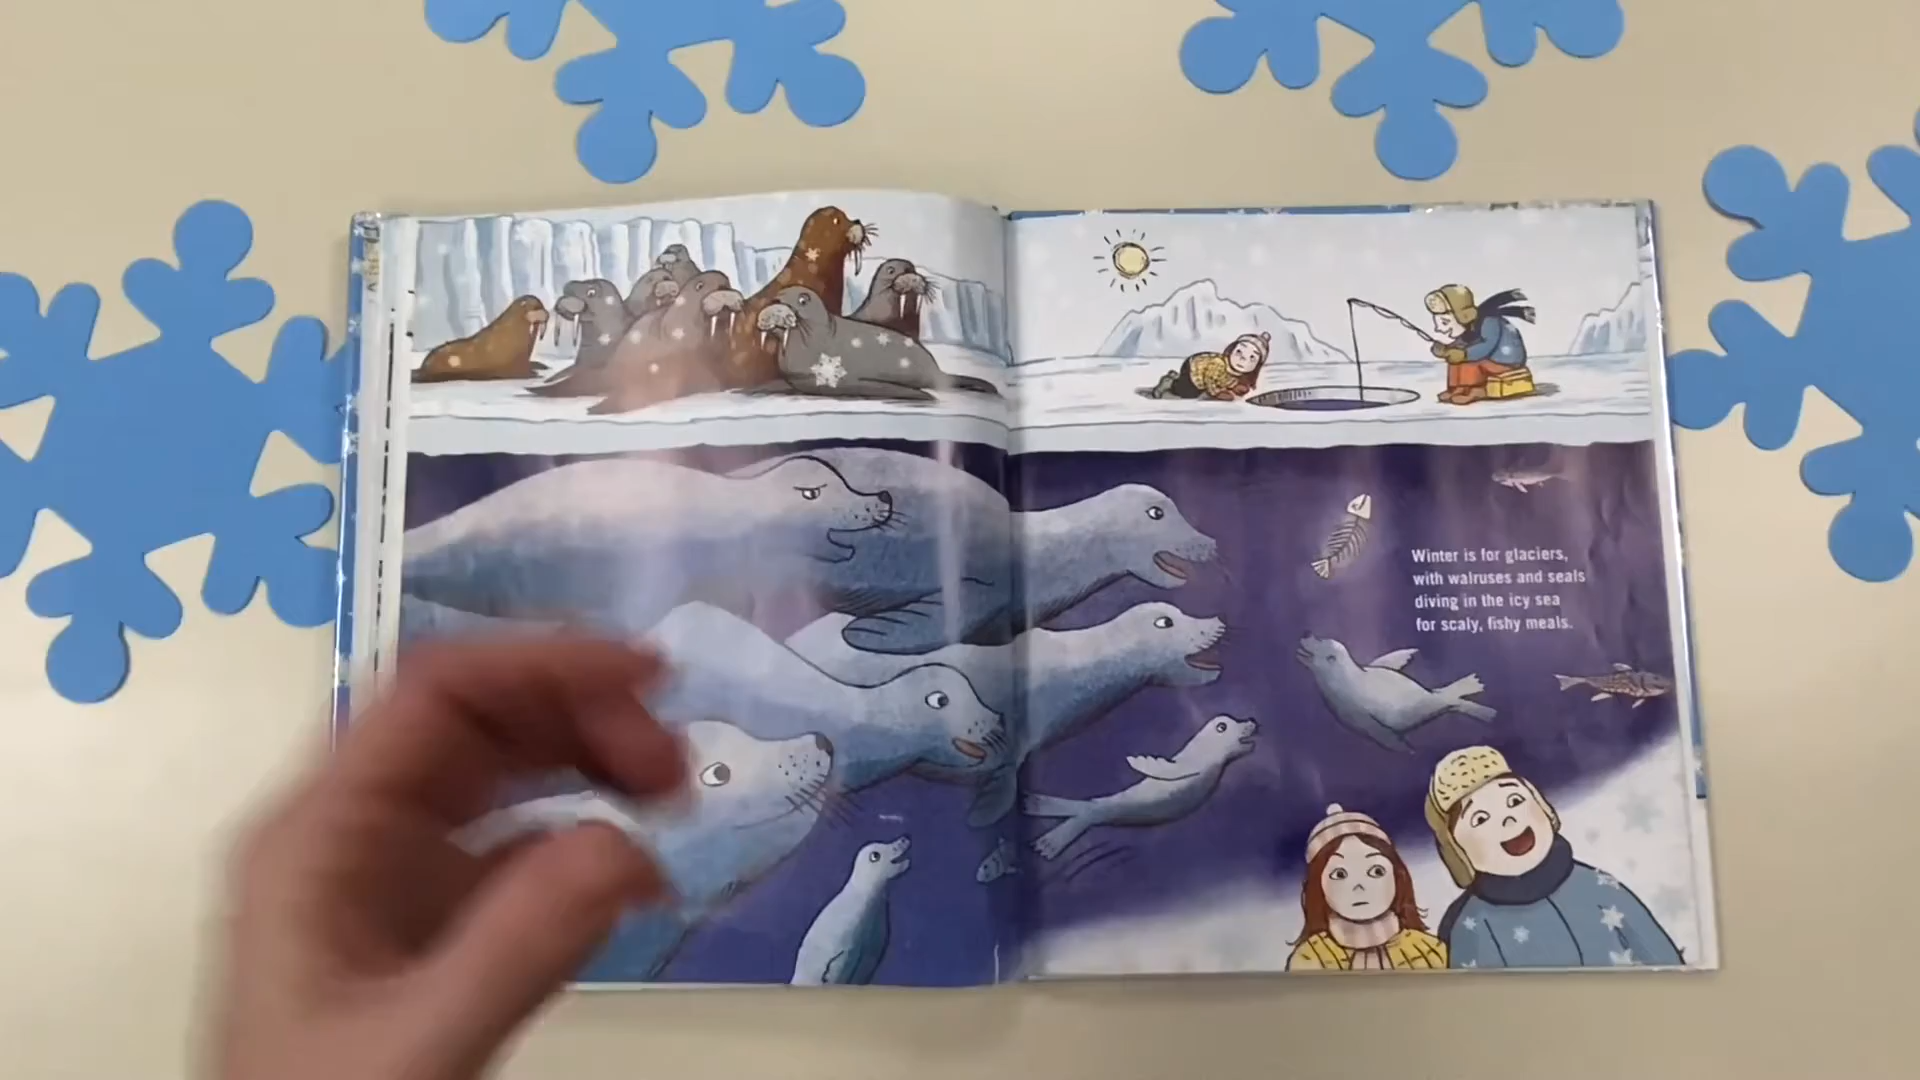 Winter is for glaciers,
with walruses and seals
diving in the icy sea
for scaly, fishy meals.